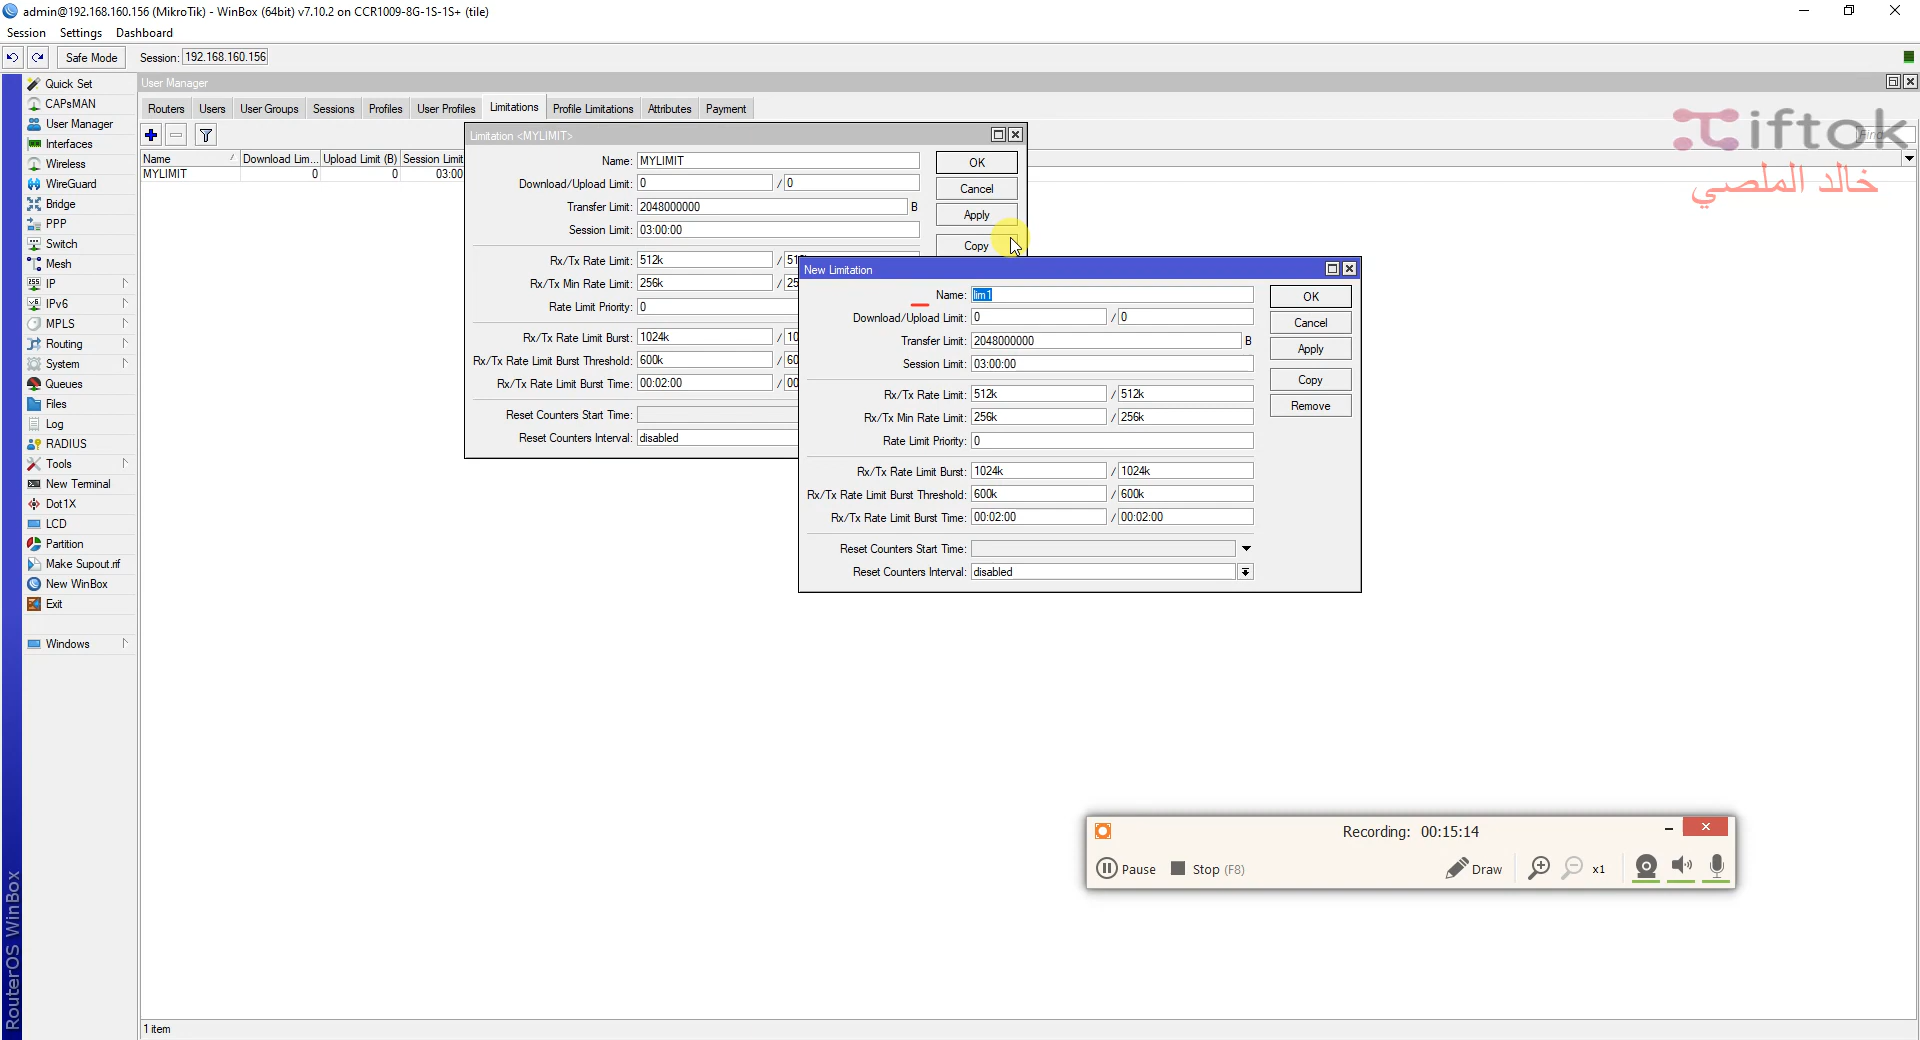 admin@192.168.160.156 (MikroTik) - WinBox (64bit) v7.10.2 on CCR1009-8G-1S-1S+ (tile)
Session Settings Dashboard
Safe Mode Session: 192.168.160.156
Quick Set
CAPsMAN
User Manager
Interfaces
Wireless
WireGuard
Bridge
PPP
Switch
Mesh
IP
IPv6
MPLS
Routing
System
Queues
Files
Log
RADIUS
Tools
New Terminal
Dot1X
LCD
Partition
Make Supout.rif
New WinBox
Exit
Windows
RouterOS WinBox
User Manager
Routers Users User Groups Sessions Profiles User Profiles Limitations Profile Limitations Attributes Payment
Find
iftok
خالد الملصي
Name Download Lim... Upload Limit (B) Session Limit
MYLIMIT 0 0 03:00
Limitation <MYLIMIT>
Name: MYLIMIT
Download/Upload Limit: 0 / 0
Transfer Limit: 2048000000 B
Session Limit: 03:00:00
Rx/Tx Rate Limit: 512k / 51
Rx/Tx Min Rate Limit: 256k / 25
Rate Limit Priority: 0
Rx/Tx Rate Limit Burst: 1024k / 10
Rx/Tx Rate Limit Burst Threshold: 600k / 60
Rx/Tx Rate Limit Burst Time: 00:02:00 / 00
Reset Counters Start Time:
Reset Counters Interval: disabled
OK
Cancel
Apply
Copy
New Limitation
Name: lim1
Download/Upload Limit: 0 / 0
Transfer Limit: 2048000000 B
Session Limit: 03:00:00
Rx/Tx Rate Limit: 512k / 512k
Rx/Tx Min Rate Limit: 256k / 256k
Rate Limit Priority: 0
Rx/Tx Rate Limit Burst: 1024k / 1024k
Rx/Tx Rate Limit Burst Threshold: 600k / 600k
Rx/Tx Rate Limit Burst Time: 00:02:00 / 00:02:00
Reset Counters Start Time:
Reset Counters Interval: disabled
OK
Cancel
Apply
Copy
Remove
Recording: 00:15:14
Pause Stop (F8) Draw x1
1 item